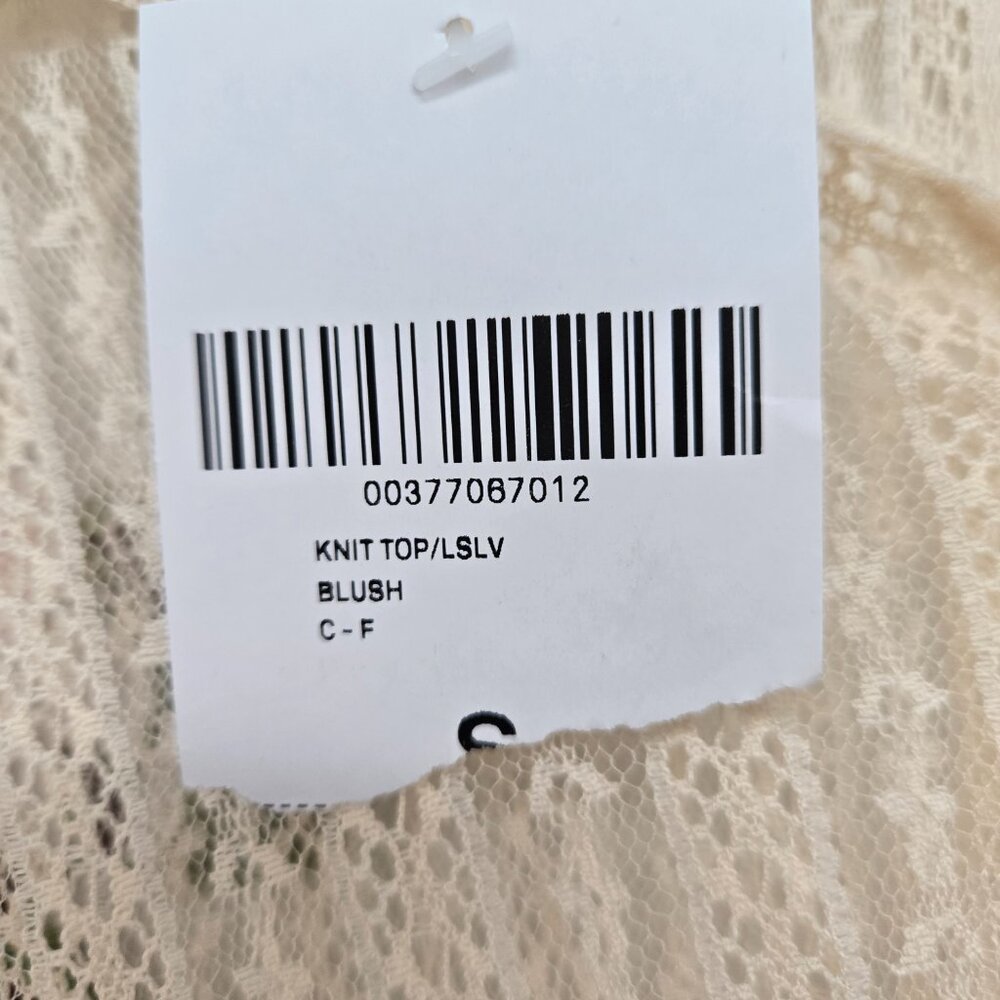 00377067012
KNIT TOP/LSLV
BLUSH
C - F
S